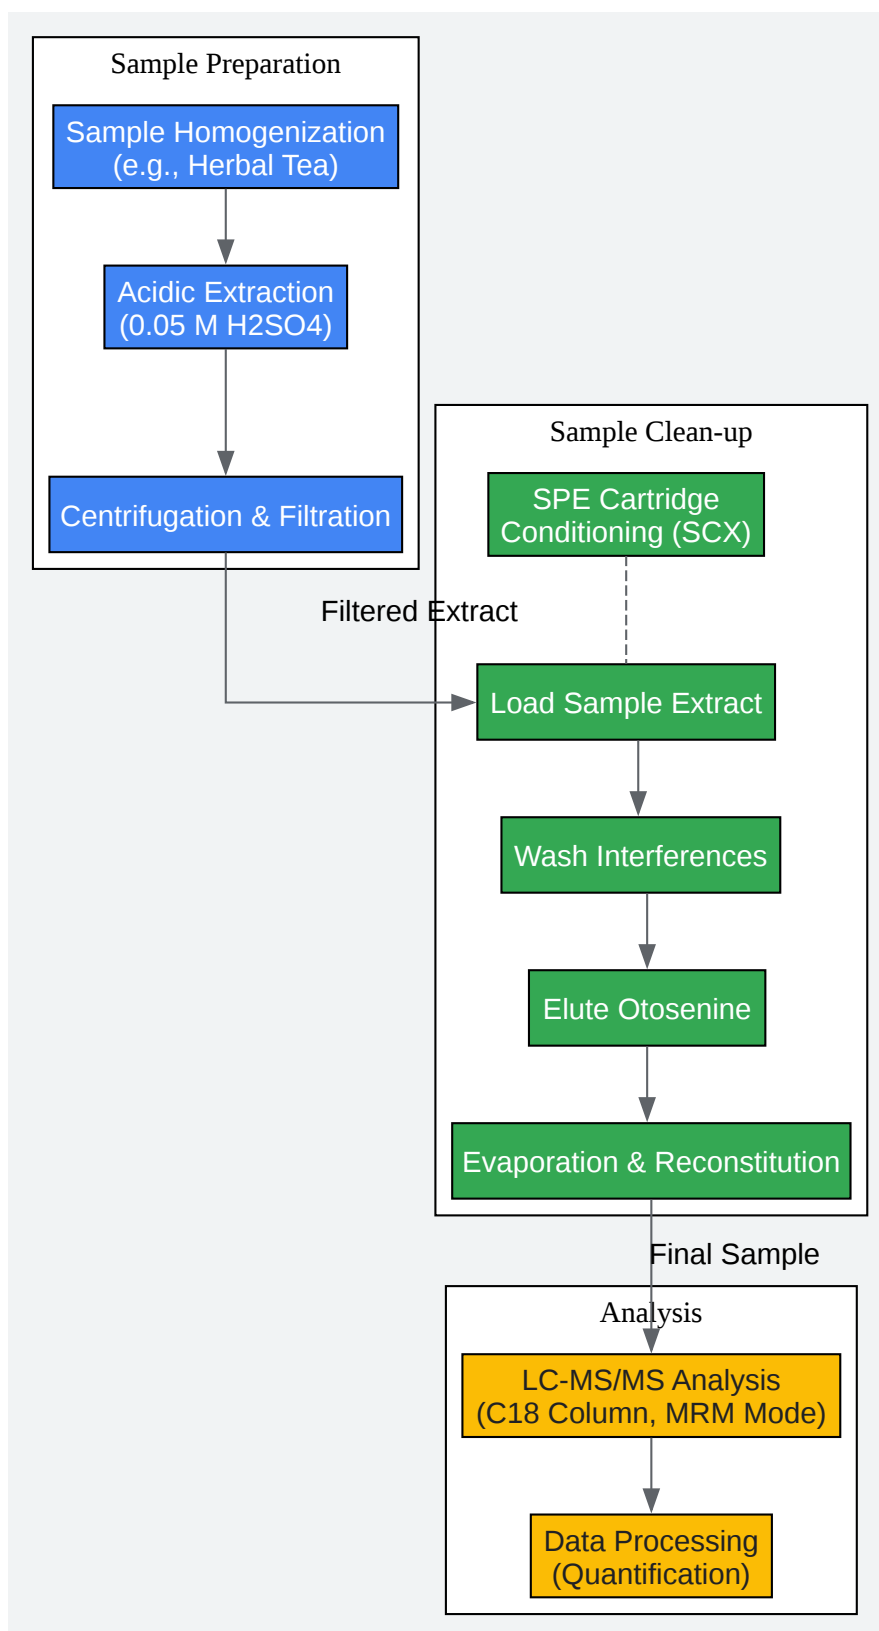 Sample Preparation
Sample Homogenization
(e.g., Herbal Tea)
Acidic Extraction
(0.05 M H2SO4)
Centrifugation & Filtration
Filtered Extract
Sample Clean-up
SPE Cartridge
Conditioning (SCX)
Load Sample Extract
Wash Interferences
Elute Otosenine
Evaporation & Reconstitution
Final Sample
Analysis
LC-MS/MS Analysis
(C18 Column, MRM Mode)
Data Processing
(Quantification)